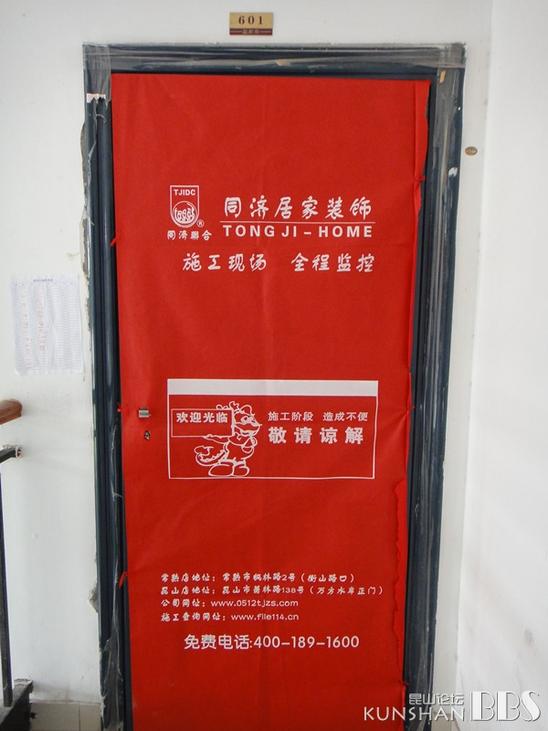 601
TJIDC
®
同济聯合
同济居家装饰
TONG JI-HOME
施工现场 全程监控
欢迎光临
施工阶段 造成不便
敬请谅解
常熟店地址：常熟市枫林路2号（衡山路口）
昆山店地址：昆山市萧林路138号（万方水岸正门）
公司网址：www.0512tjzs.com
施工查询网址：www.file114.cn
免费电话:400-189-1600
昆山论坛
KUNSHAN BBS